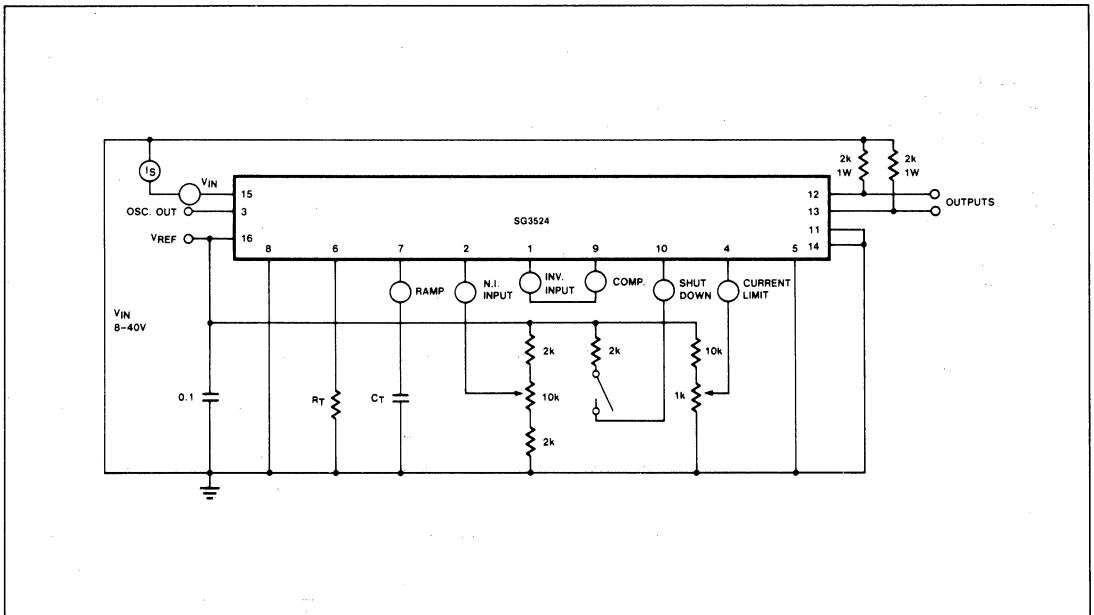 IS
VIN
OSC. OUT
VREF
15
3
16
SG3524
8
6
7
2
1
9
10
4
5
12
13
11
14
2k
1W
2k
1W
OUTPUTS
RAMP
N.I.
INPUT
INV.
INPUT
COMP.
SHUT
DOWN
CURRENT
LIMIT
VIN
8-40V
0.1
RT
CT
2k
10k
2k
2k
10k
1k